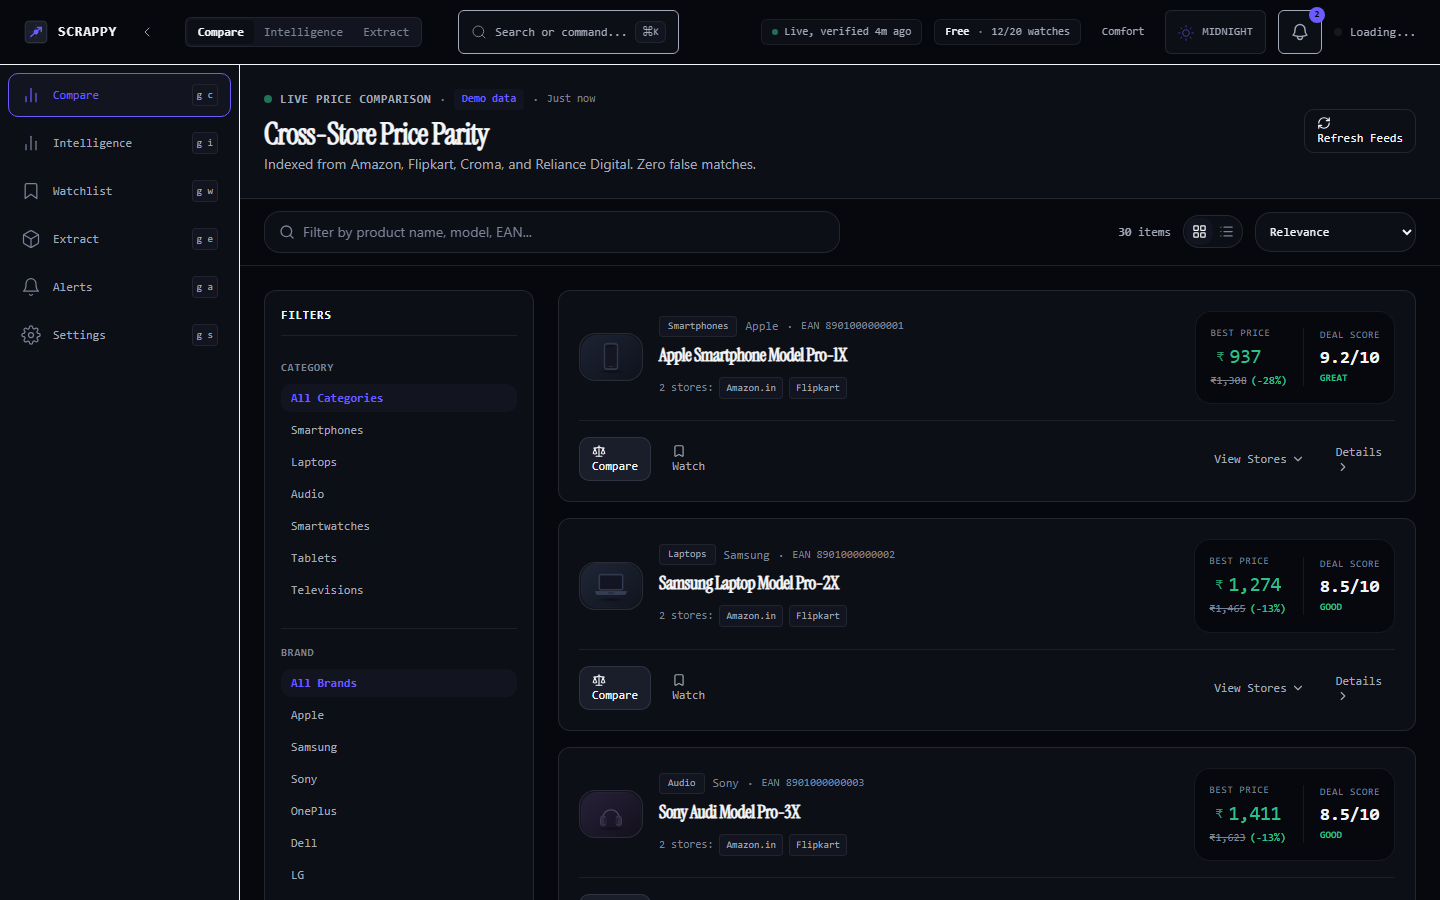 SCRAPPY
Compare Intelligence Extract
Search or command... ⌘K
Live, verified 4m ago
Free · 12/20 watches
Comfort
MIDNIGHT
2
Loading...
Compare g c
Intelligence g i
Watchlist g w
Extract g e
Alerts g a
Settings g s
LIVE PRICE COMPARISON · Demo data · Just now
Cross-Store Price Parity
Indexed from Amazon, Flipkart, Croma, and Reliance Digital. Zero false matches.
Refresh Feeds
Filter by product name, model, EAN...
30 items
Relevance
FILTERS
CATEGORY
All Categories
Smartphones
Laptops
Audio
Smartwatches
Tablets
Televisions
BRAND
All Brands
Apple
Samsung
Sony
OnePlus
Dell
LG
Smartphones Apple · EAN 8901000000001
Apple Smartphone Model Pro-1X
2 stores: Amazon.in Flipkart
BEST PRICE
₹ 937
₹1,308 (-28%)
DEAL SCORE
9.2/10
GREAT
Compare
Watch
View Stores
Details
Laptops Samsung · EAN 8901000000002
Samsung Laptop Model Pro-2X
2 stores: Amazon.in Flipkart
BEST PRICE
₹ 1,274
₹1,465 (-13%)
DEAL SCORE
8.5/10
GOOD
Compare
Watch
View Stores
Details
Audio Sony · EAN 8901000000003
Sony Audi Model Pro-3X
2 stores: Amazon.in Flipkart
BEST PRICE
₹ 1,411
₹1,623 (-13%)
DEAL SCORE
8.5/10
GOOD